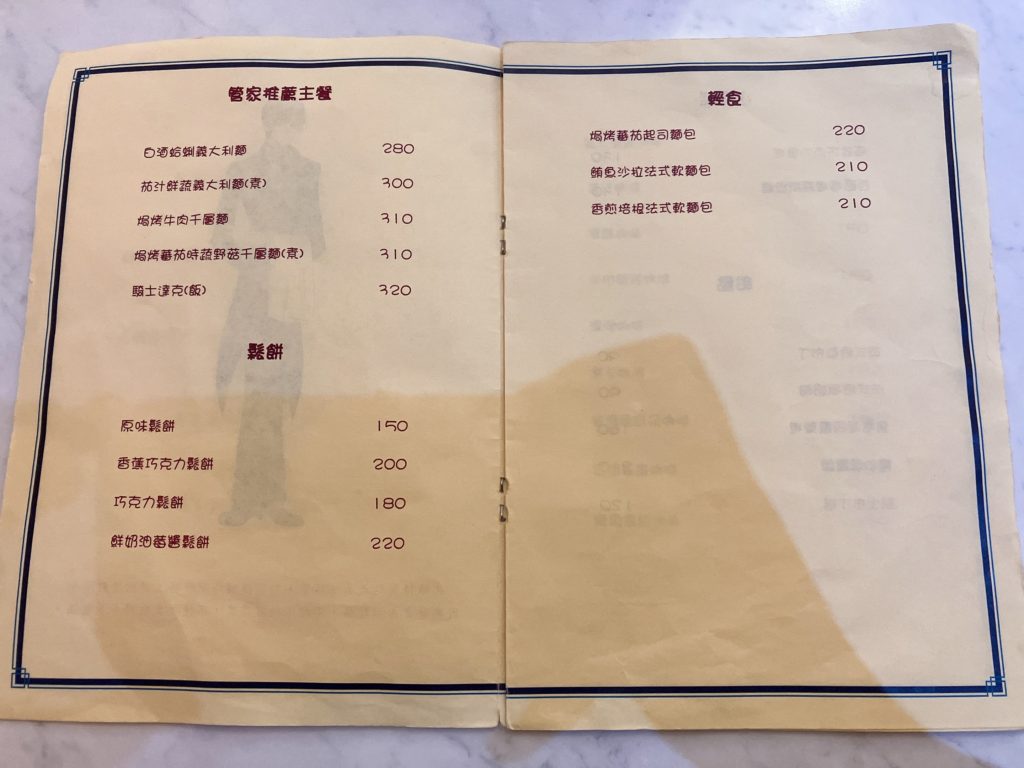 管家推薦主餐
白酒蛤蜊義大利麵 280
茄汁鮮蔬義大利麵(素) 300
焗烤牛肉千層麵 310
焗烤蕃茄時蔬野菇千層麵(素) 310
騎士達克(飯) 320
鬆餅
原味鬆餅 150
香蕉巧克力鬆餅 200
巧克力鬆餅 180
鮮奶油莓醬鬆餅 220
輕食
焗烤蕃茄起司麵包 220
鮪魚沙拉法式軟麵包 210
香煎培根法式軟麵包 210